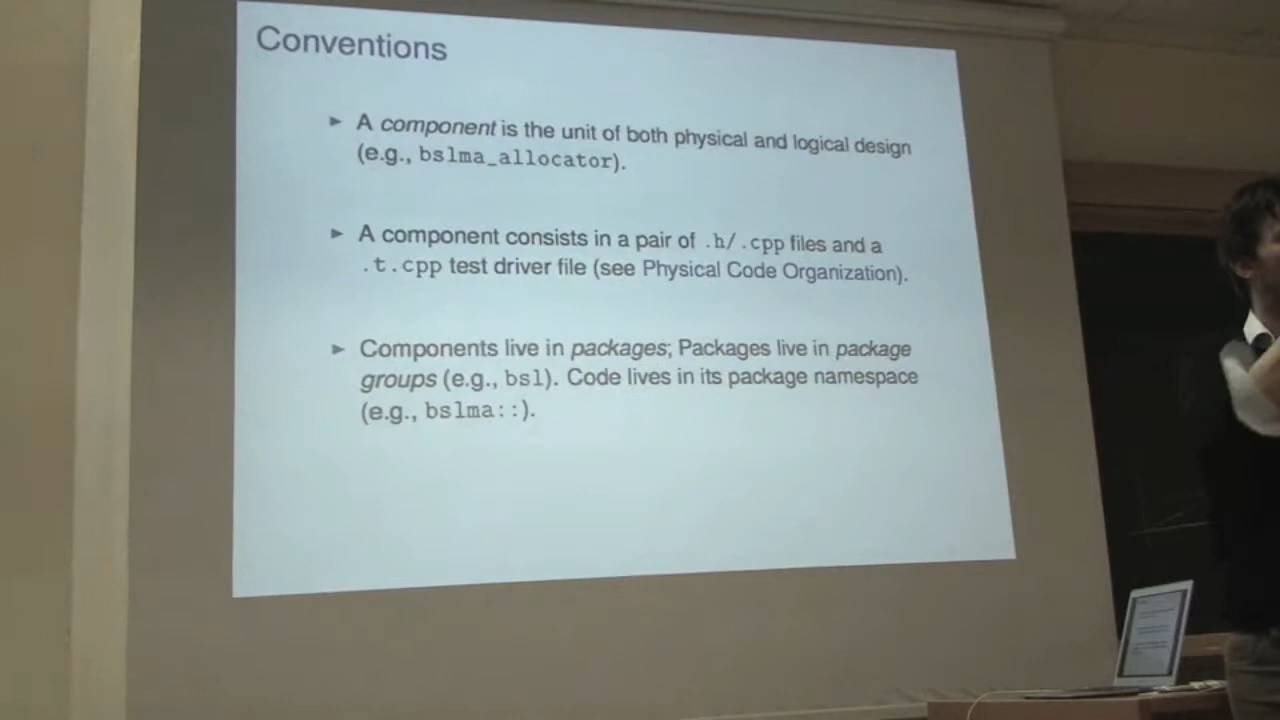 Conventions
► A component is the unit of both physical and logical design
(e.g., bslma_allocator).
► A component consists in a pair of .h/.cpp files and a
.t.cpp test driver file (see Physical Code Organization).
► Components live in packages; Packages live in package
groups (e.g., bsl). Code lives in its package namespace
(e.g., bslma::).